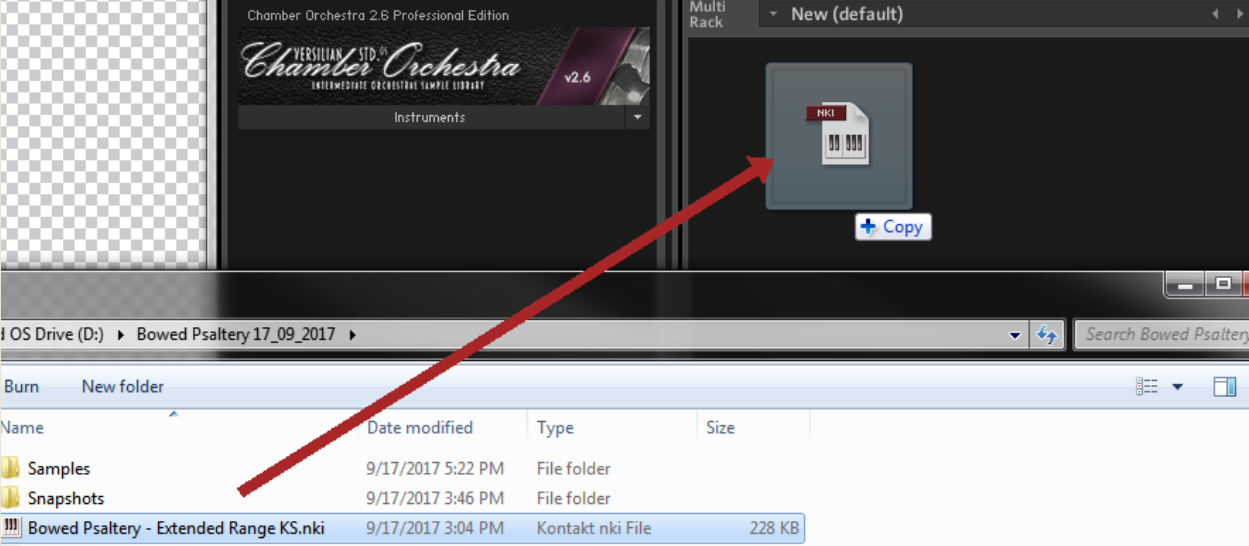 Chamber Orchestra 2.6 Professional Edition
Multi
Rack
New (default)
VERSILIAN STD. OS
Chamber Orchestra
INTERMEDIATE ORCHESTRAL SAMPLE LIBRARY
v2.6
Instruments
NKI
Copy
OS Drive (D:)
Bowed Psaltery 17_09_2017
Search Bowed Psaltery
Burn
New folder
Name
Date modified
Type
Size
Samples
9/17/2017 5:22 PM
File folder
Snapshots
9/17/2017 3:46 PM
File folder
Bowed Psaltery - Extended Range KS.nki
9/17/2017 3:04 PM
Kontakt nki File
228 KB